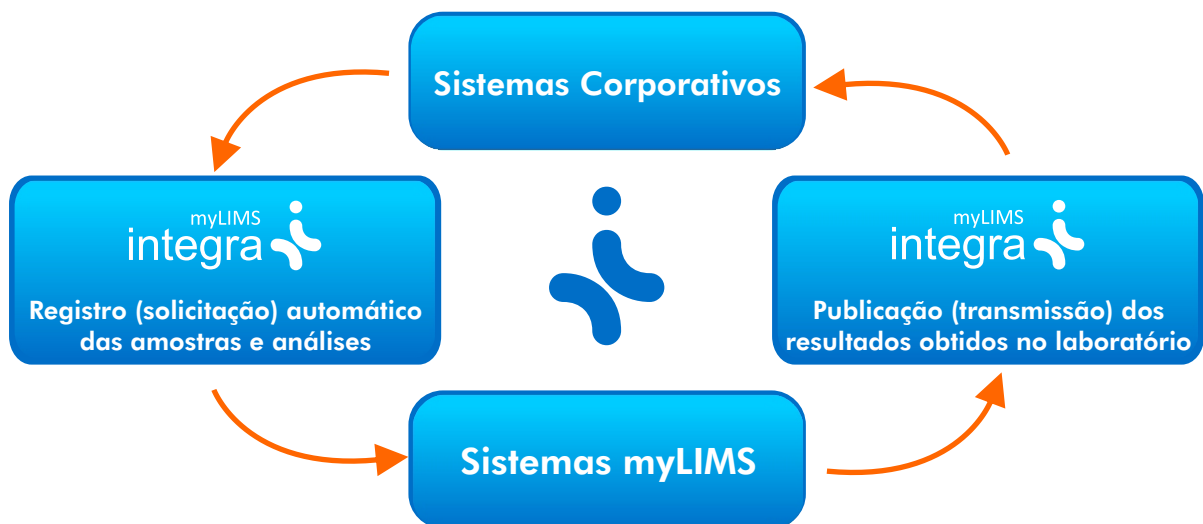 Sistemas Corporativos
myLIMS
integra
Registro (solicitação) automático
das amostras e análises
myLIMS
integra
Publicação (transmissão) dos
resultados obtidos no laboratório
Sistemas myLIMS